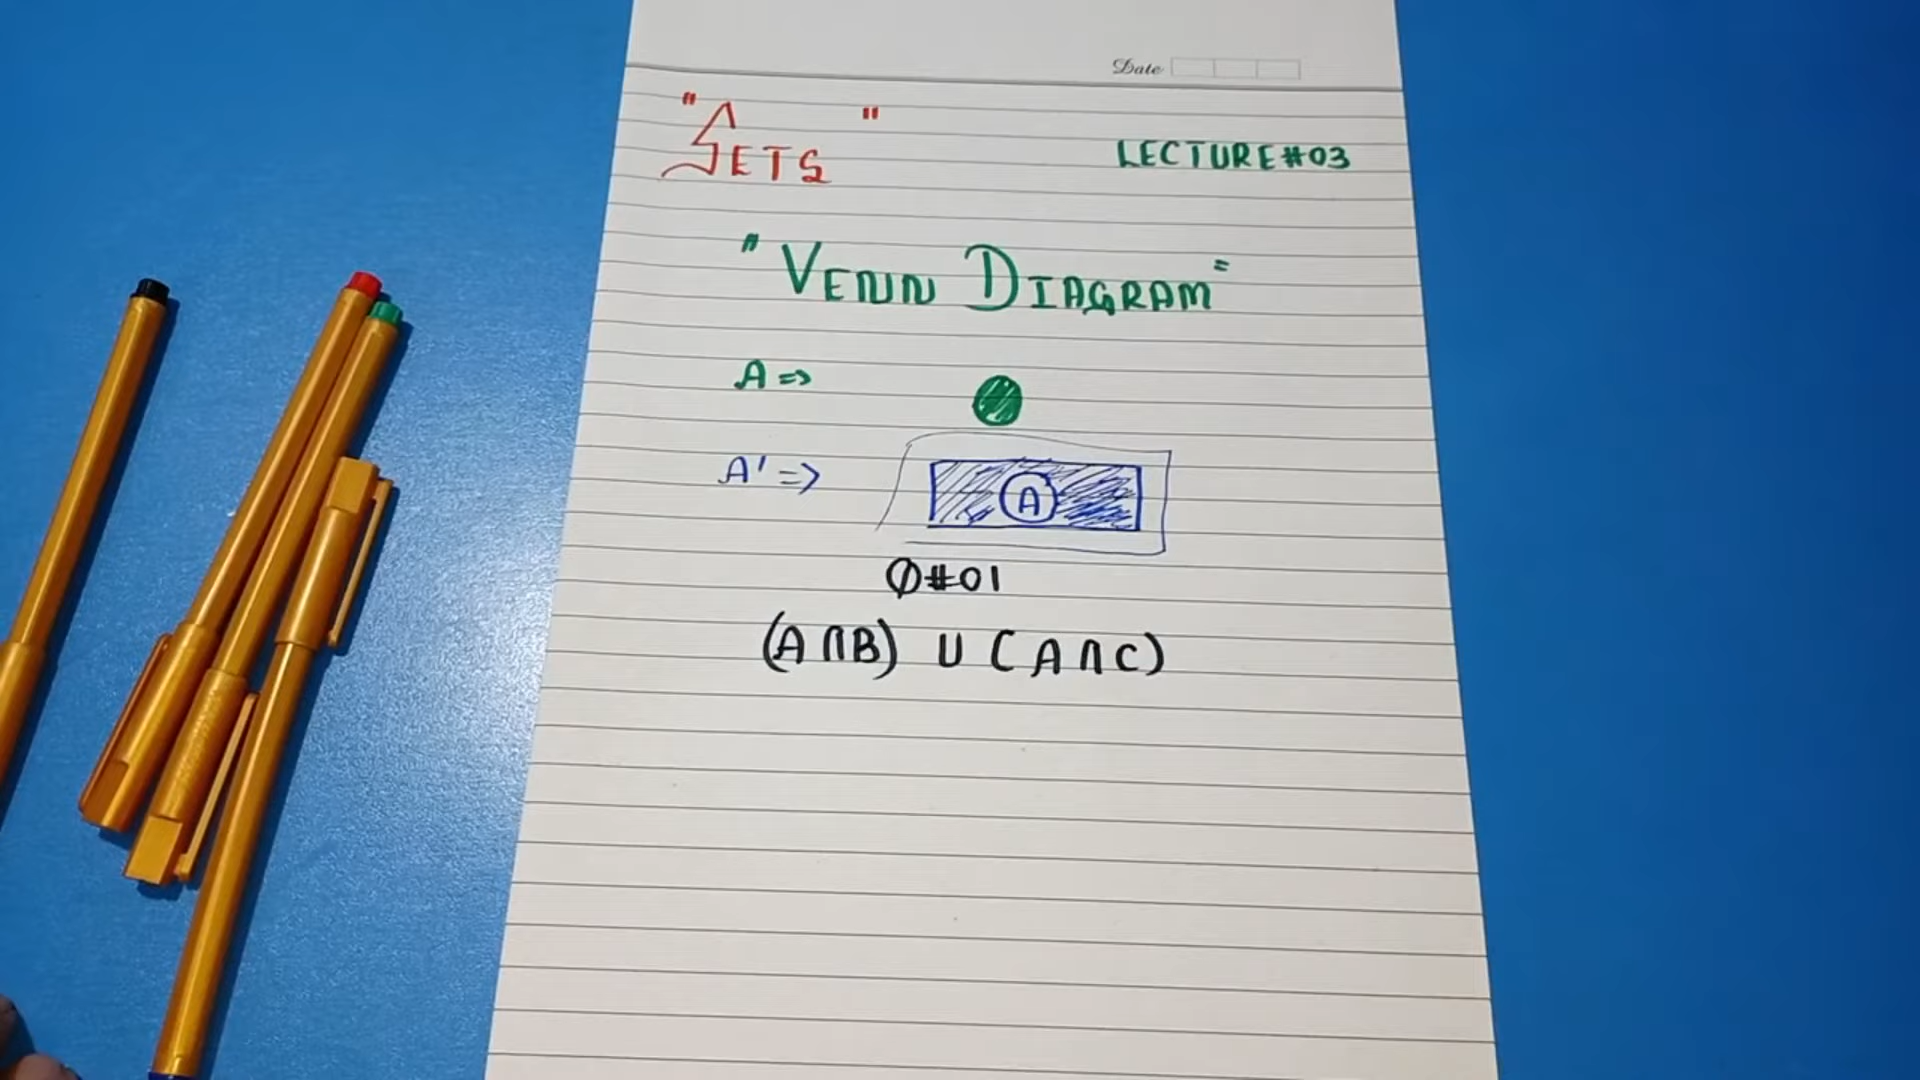 Date
"SETS"
LECTURE#03
"VENN DIAGRAM"
A =>
A' => A
Q#01
(A∩B) ∪ (A∩C)